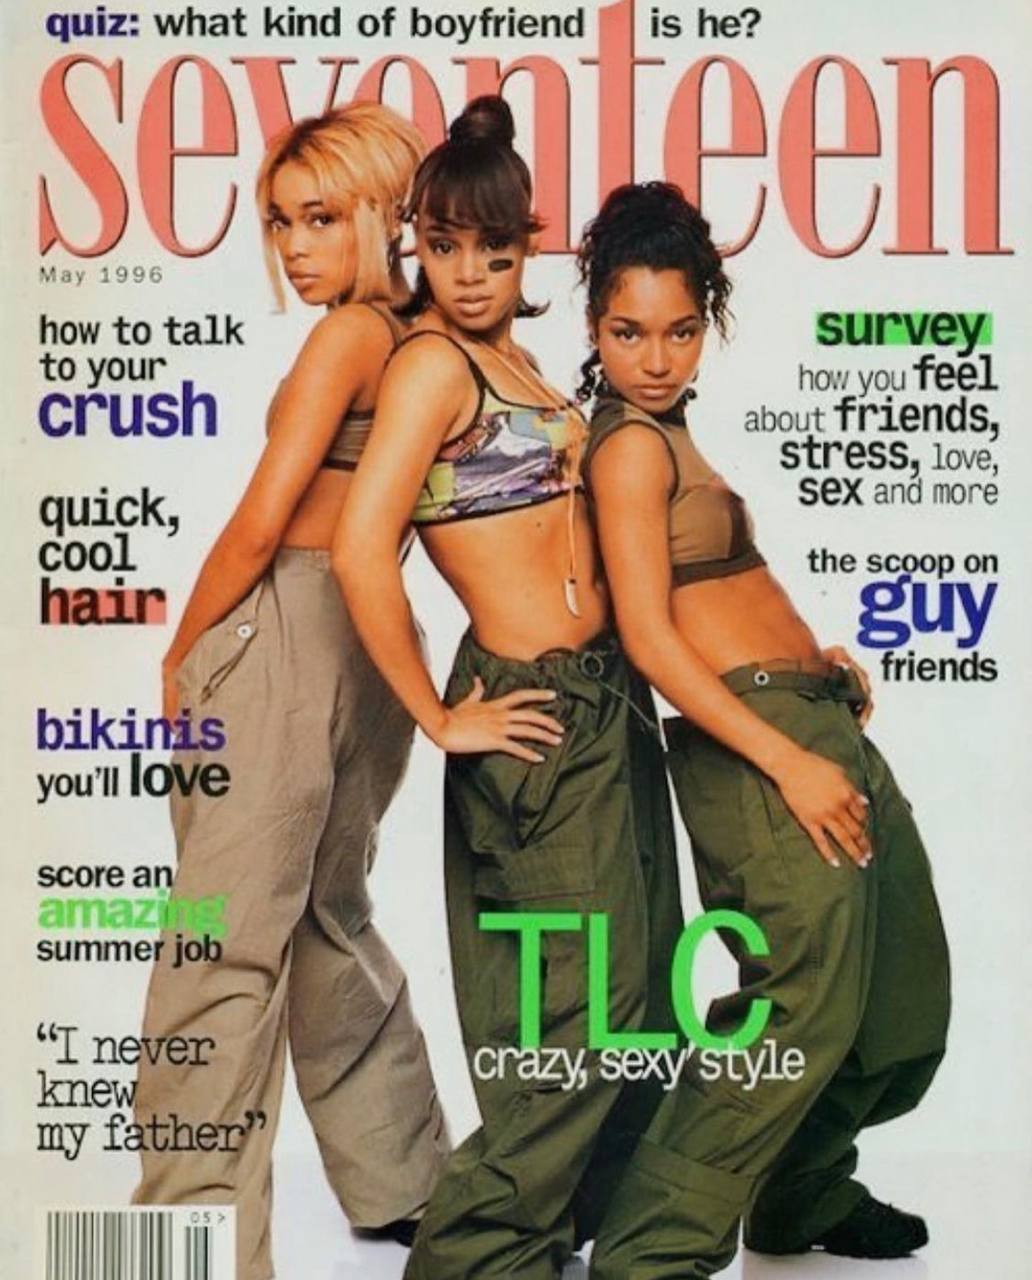 quiz: what kind of boyfriend is he?
seventeen
May 1996
how to talk
to your
crush
quick,
cool
hair
bikinis
you'll love
score an
amazing
summer job
“I never
knew
my father”
survey
how you feel
about friends,
stress, love,
sex and more
the scoop on
guy
friends
TLC
crazy, sexy style
05 >